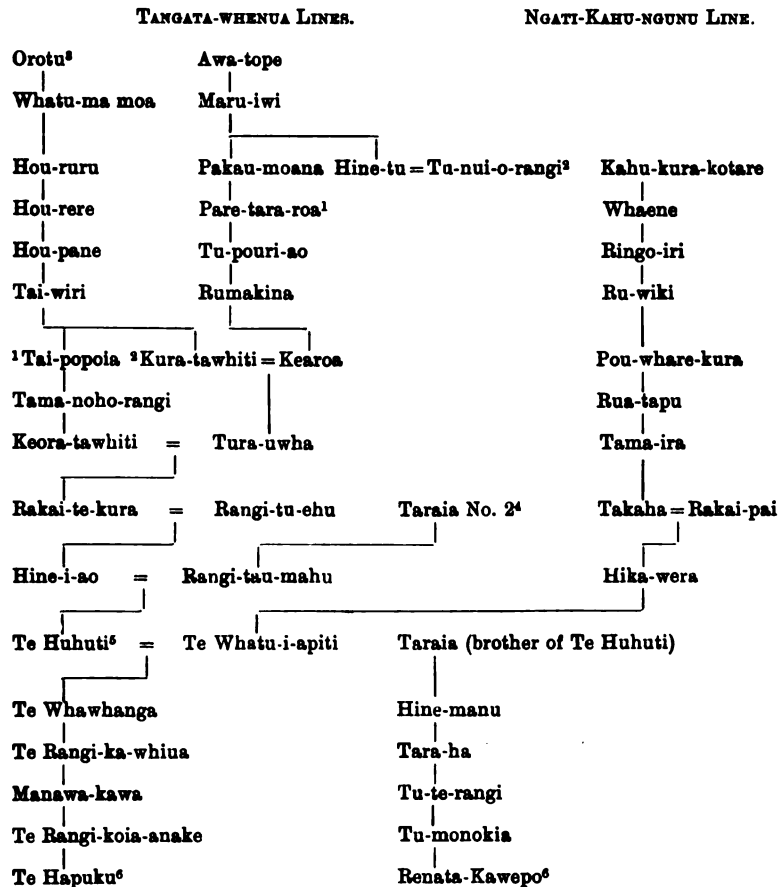 TANGATA-WHENUA LINES. NGATI-KAHU-NGUNU LINE.
Orotu³ Awa-tope
Whatu-ma moa Maru-iwi
Hou-ruru Pakau-moana Hine-tu = Tu-nui-o-rangi² Kahu-kura-kotare
Hou-rere Pare-tara-roa¹ Whaene
Hou-pane Tu-pouri-ao Ringo-iri
Tai-wiri Rumakina Ru-wiki
¹Tai-popoia ²Kura-tawhiti = Kearoa Pou-whare-kura
Tama-noho-rangi Rua-tapu
Keora-tawhiti = Tura-uwha Tama-ira
Rakai-te-kura = Rangi-tu-ehu Taraia No. 2⁴ Takaha = Rakai-pai
Hine-i-ao = Rangi-tau-mahu Hika-wera
Te Huhuti⁵ = Te Whatu-i-apiti Taraia (brother of Te Huhuti)
Te Whawhanga Hine-manu
Te Rangi-ka-whiua Tara-ha
Manawa-kawa Tu-te-rangi
Te Rangi-koia-anake Tu-monokia
Te Hapuku⁶ Renata-Kawepo⁶